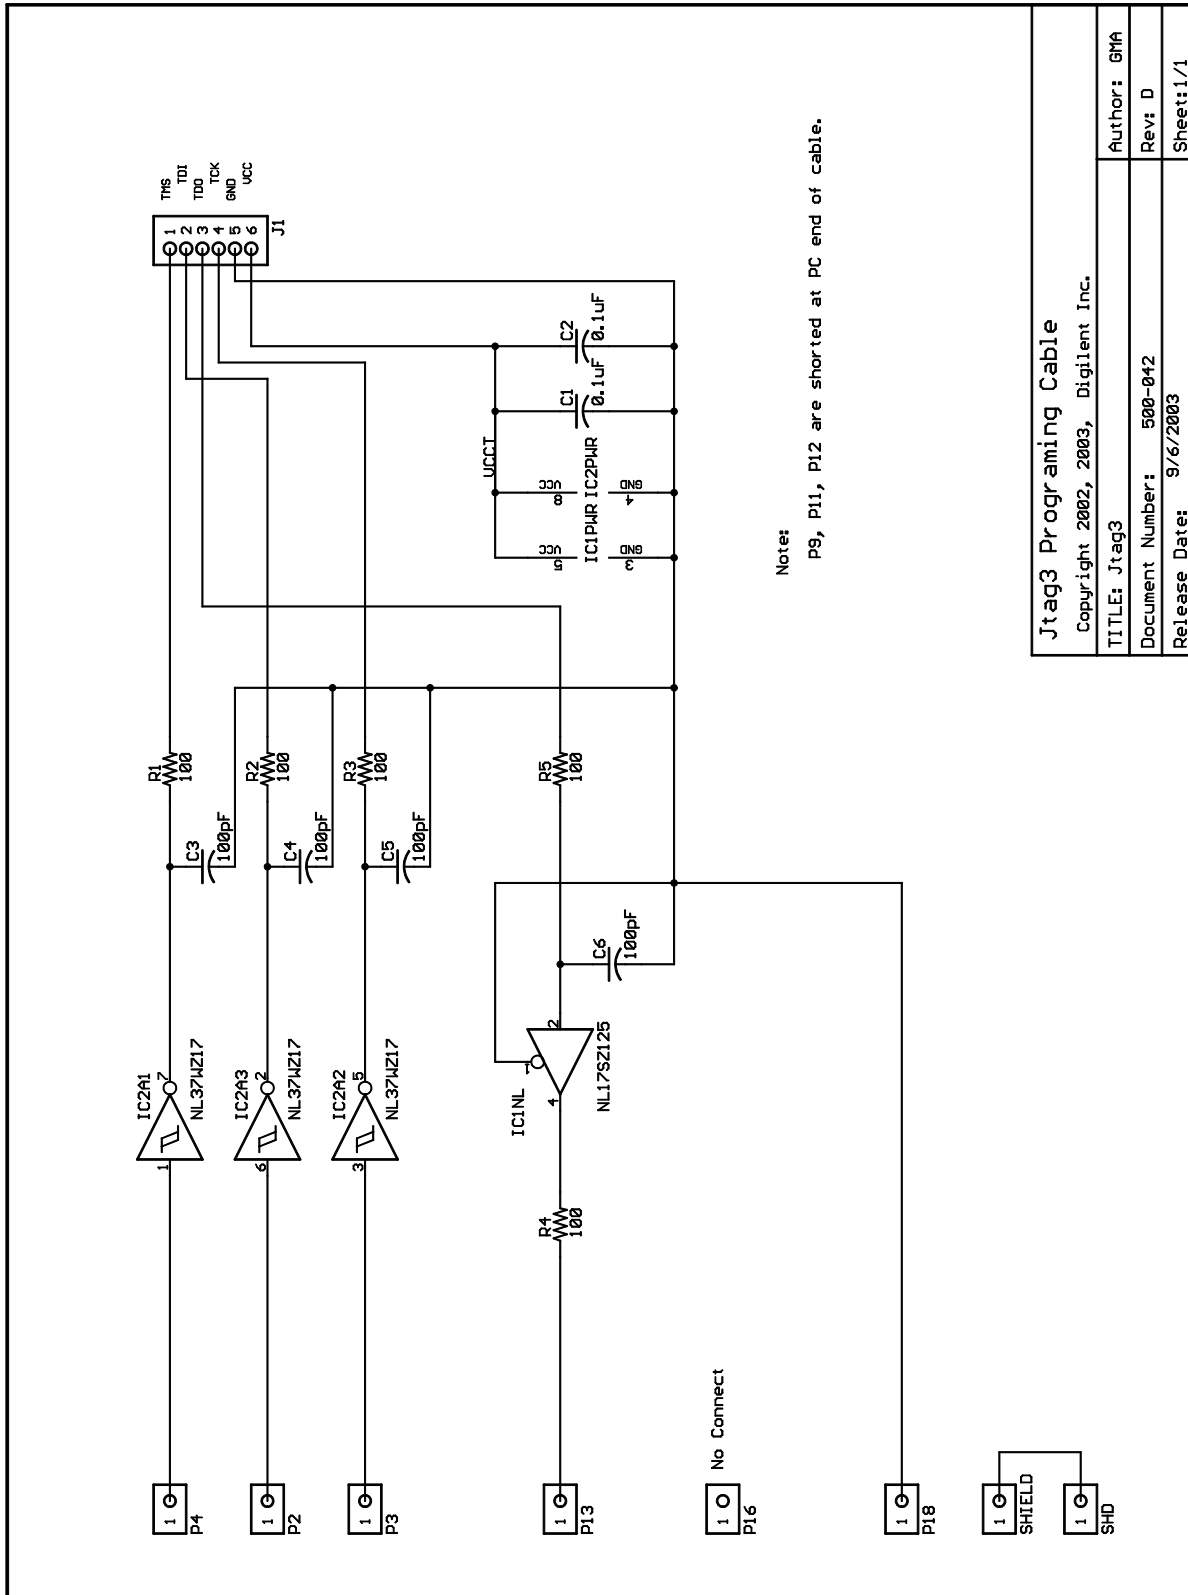 TMS
TDI
TDO
TCK
GND
VCC
1
2
3
4
5
6
J1
R1
100
C3
100pF
IC2A1
7
NL37WZ17
1
1
P4
R2
100
C4
100pF
IC2A3
2
NL37WZ17
6
1
P2
R3
100
C5
100pF
IC2A2
5
NL37WZ17
3
1
P3
VCCT
C2
0.1uF
C1
0.1uF
IC1PWR
IC2PWR
VCC
8
GND
4
VCC
5
GND
3
R5
100
C6
100pF
2
1
4
IC1NL
NL17SZ125
R4
100
1
P13
1
P16
No Connect
1
P18
1
SHIELD
1
SHD
Note:
P9, P11, P12 are shorted at PC end of cable.
Jtag3 Programing Cable
Copyright 2002, 2003, Digilent Inc.
TITLE: Jtag3
Author: GMA
Document Number: 500-042
Rev: D
Release Date: 9/6/2003
Sheet: 1/1